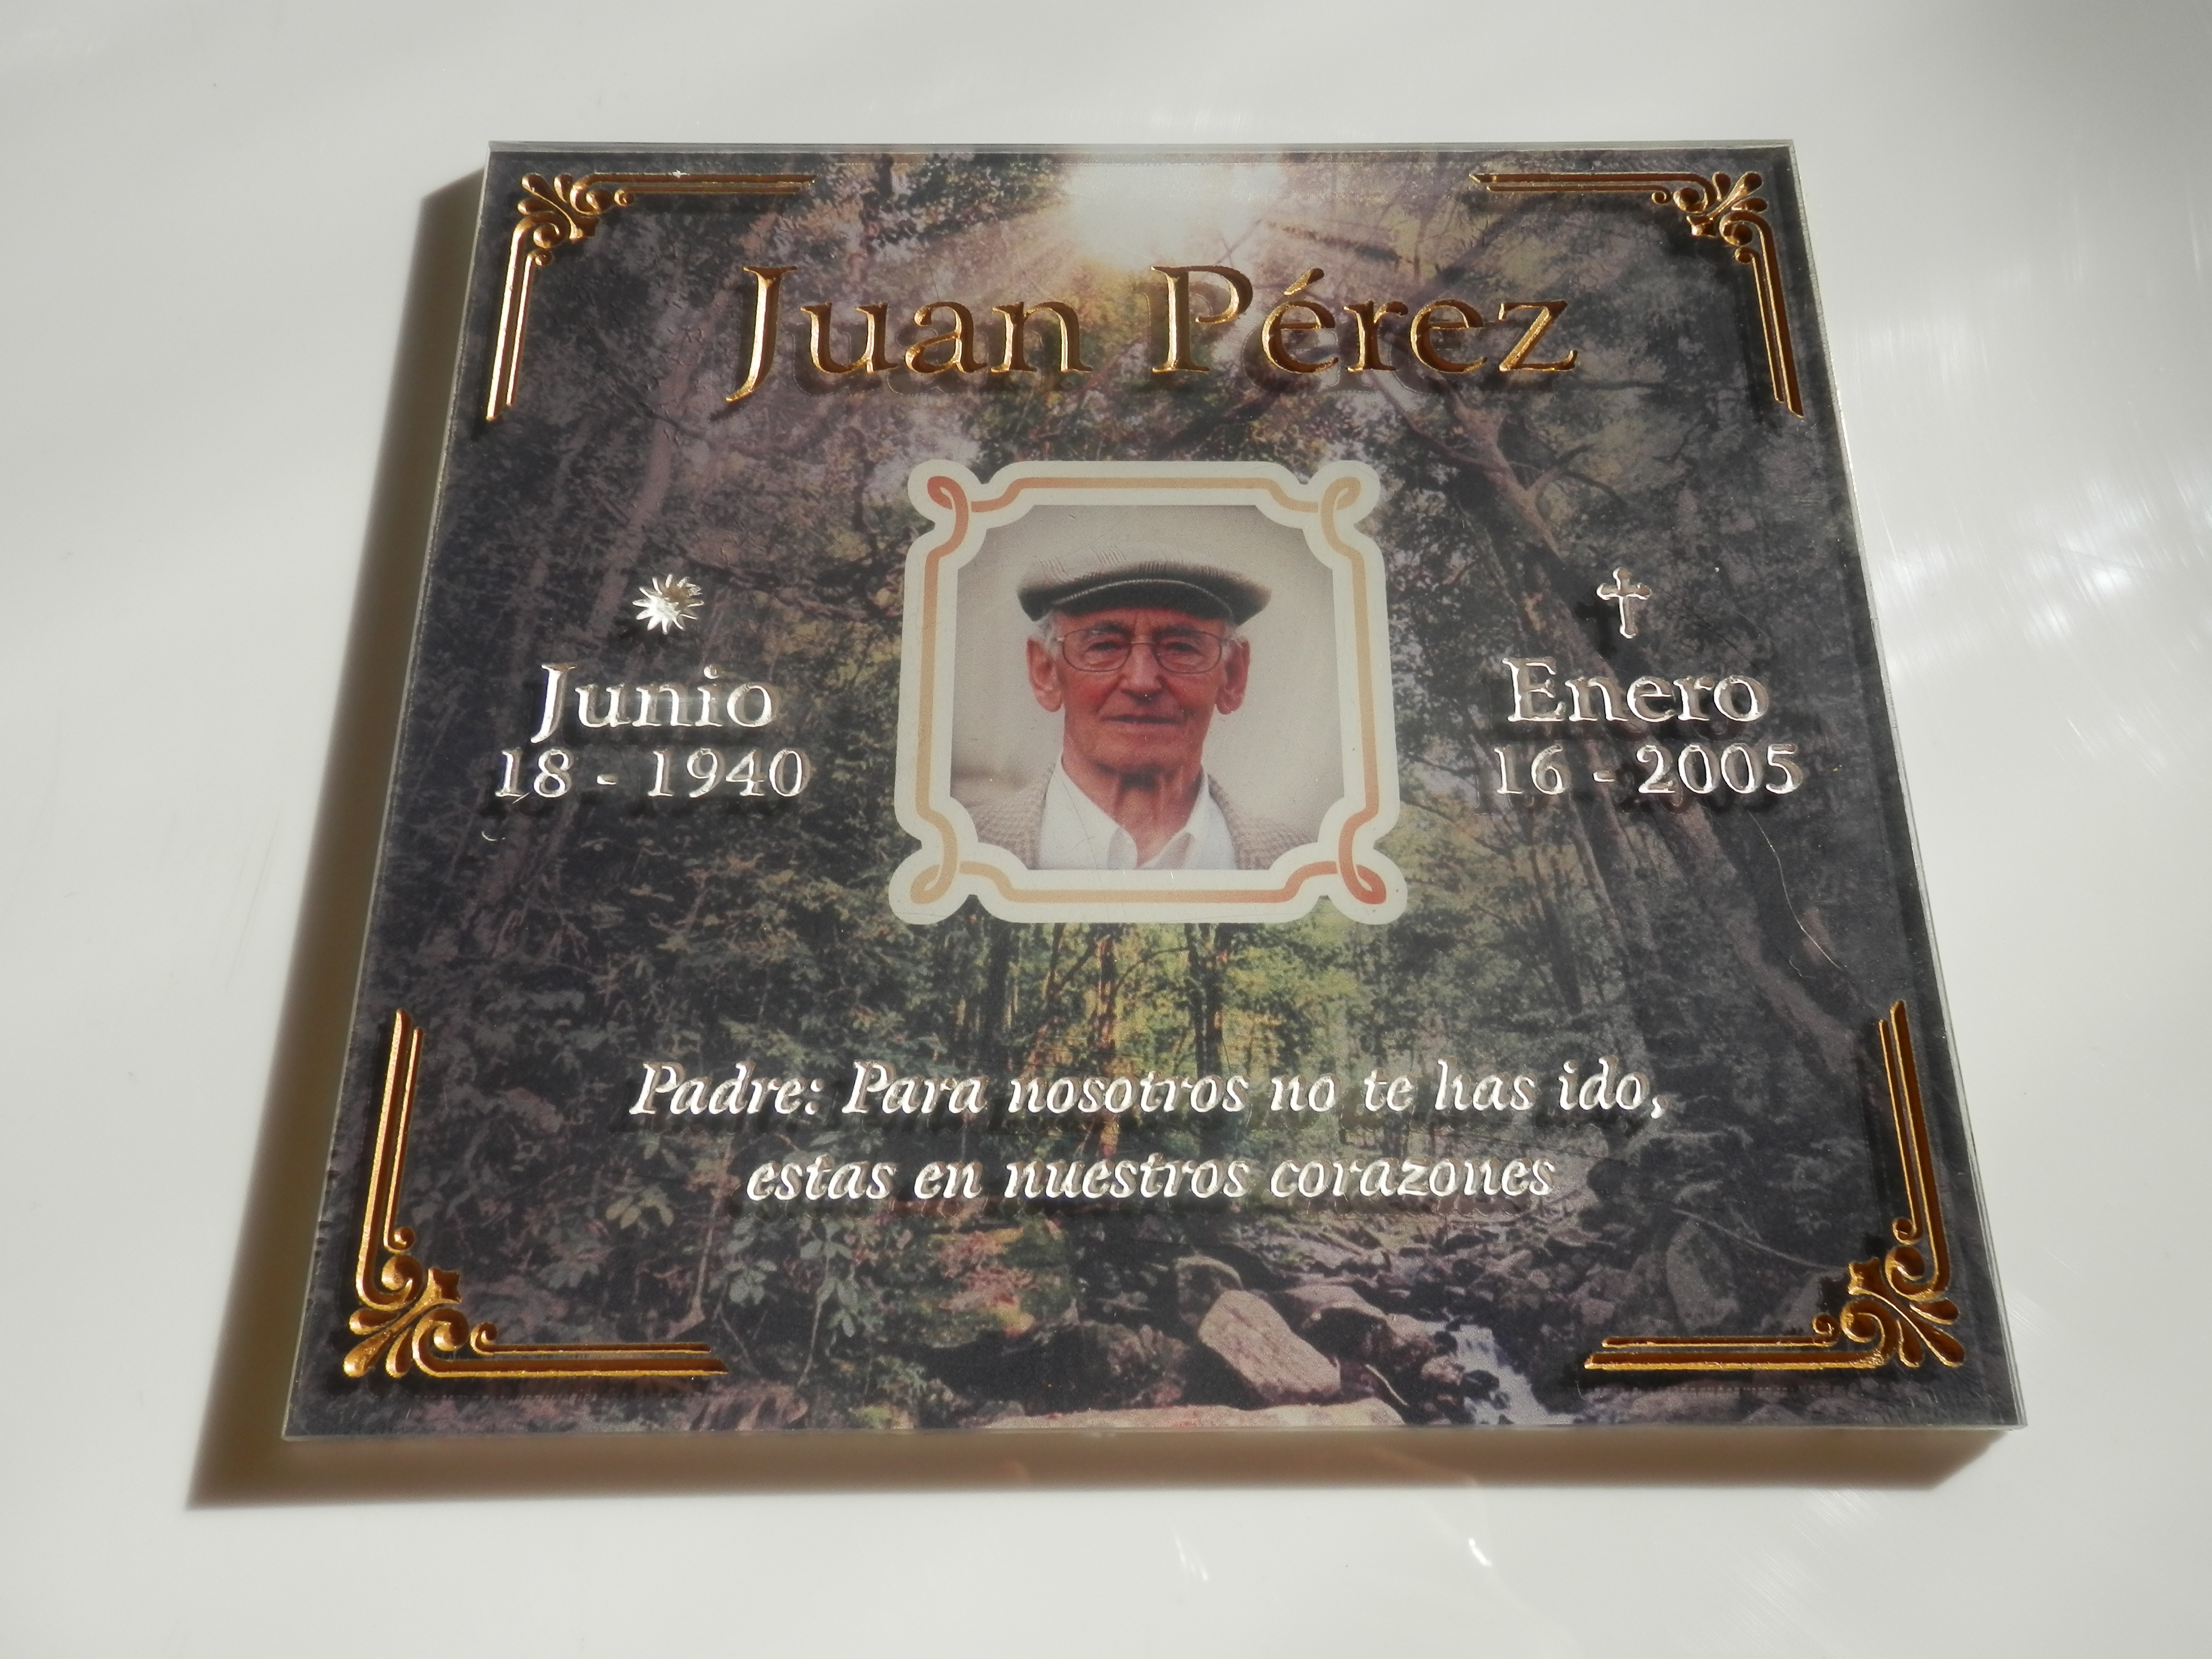 Juan Pérez
Junio
18 - 1940
Enero
16 - 2005
Padre: Para nosotros no te has ido,
estas en nuestros corazones